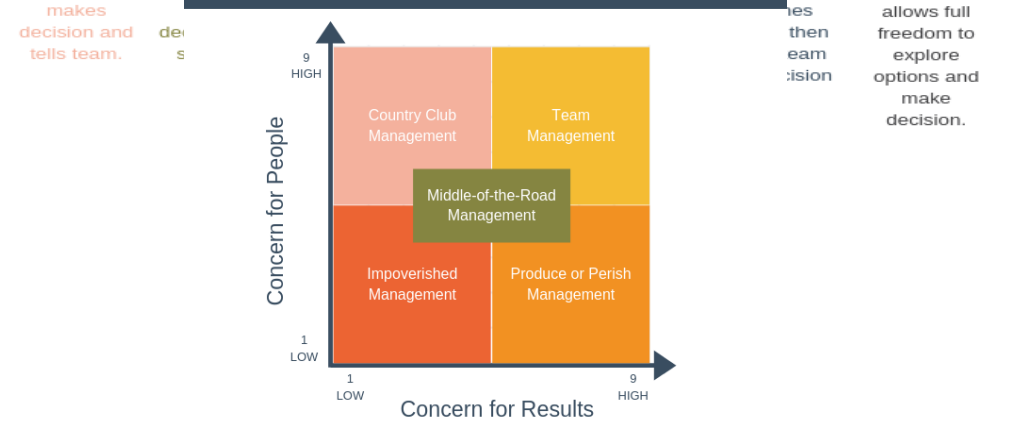 makes
decision and
tells team.
then
allows full
freedom to
explore
options and
make
decision.
9
HIGH
Country Club
Management
Team
Management
Concern for People
Middle-of-the-Road
Management
Impoverished
Management
Produce or Perish
Management
1
LOW
1
LOW
9
HIGH
Concern for Results